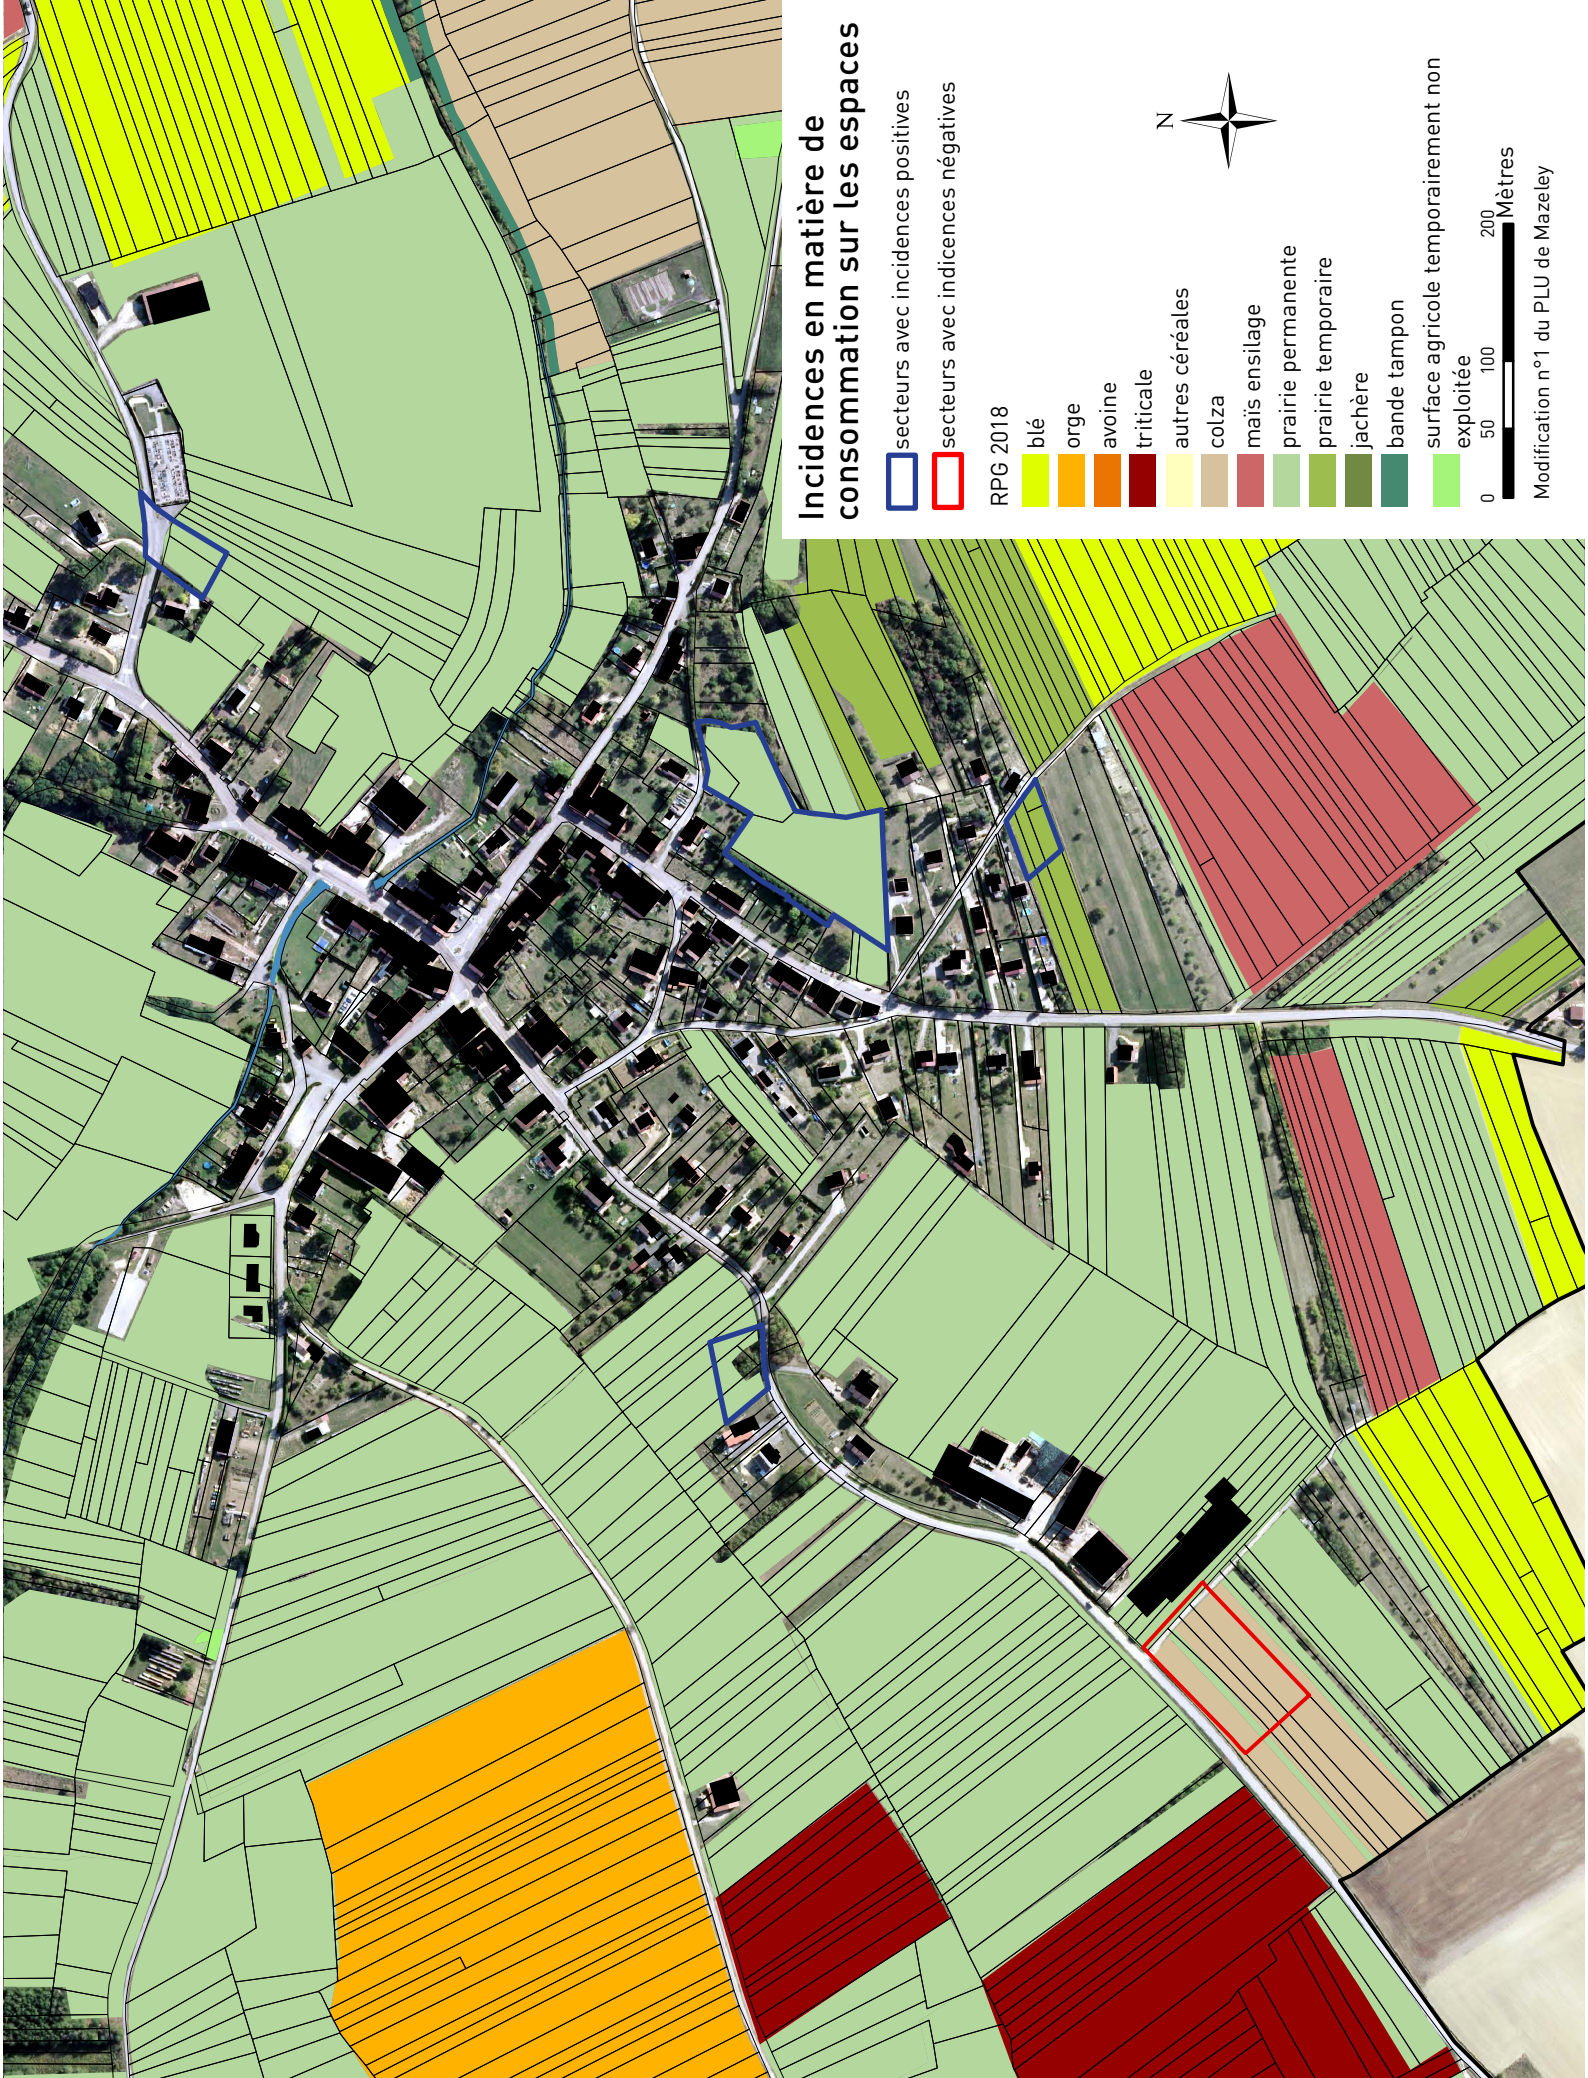 Incidences en matière de
consommation sur les espaces
secteurs avec incidences positives
secteurs avec indicences négatives
RPG 2018
blé
orge
avoine
triticale
autres céréales
colza
maïs ensilage
prairie permanente
prairie temporaire
jachère
bande tampon
surface agricole temporairement non
exploitée
N
0 50 100 200
Mètres
Modification n°1 du PLU de Mazeley